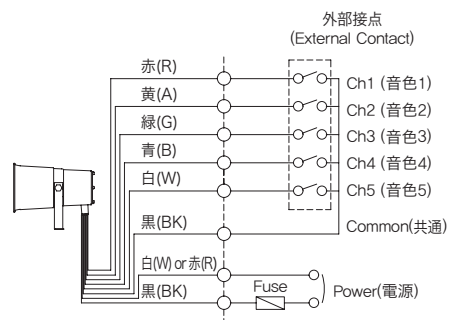 外部接点
(External Contact)
赤(R)
Ch1 (音色1)
黄(A)
Ch2 (音色2)
緑(G)
Ch3 (音色3)
青(B)
Ch4 (音色4)
白(W)
Ch5 (音色5)
黒(BK)
Common(共通)
白(W) or 赤(R)
黒(BK)
Fuse
Power(電源)